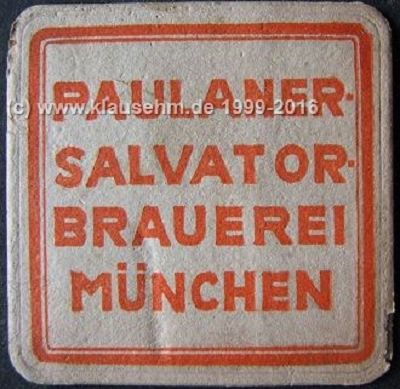 PAULANER-
(c) www.klausehm.de 1999-2016
SALVATOR-
BRAUEREI
MÜNCHEN